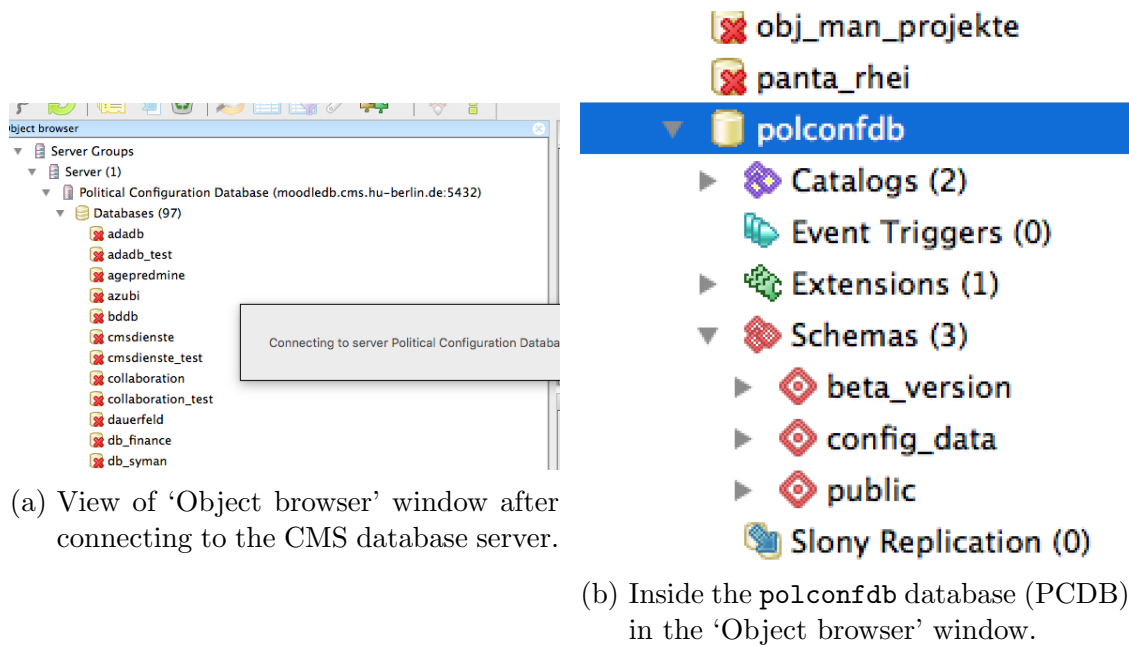 Object browser
Server Groups
Server (1)
Political Configuration Database (moodledb.cms.hu-berlin.de:5432)
Databases (97)
adadb
adadb_test
agepredmine
azubi
bddb
cmsdienste
cmsdienste_test
collaboration
collaboration_test
dauerfeld
db_finance
db_syman
Connecting to server Political Configuration Databa
(a) View of ‘Object browser’ window after
connecting to the CMS database server.
obj_man_projekte
panta_rhei
polconfdb
Catalogs (2)
Event Triggers (0)
Extensions (1)
Schemas (3)
beta_version
config_data
public
Slony Replication (0)
(b) Inside the polconfdb database (PCDB)
in the ‘Object browser’ window.